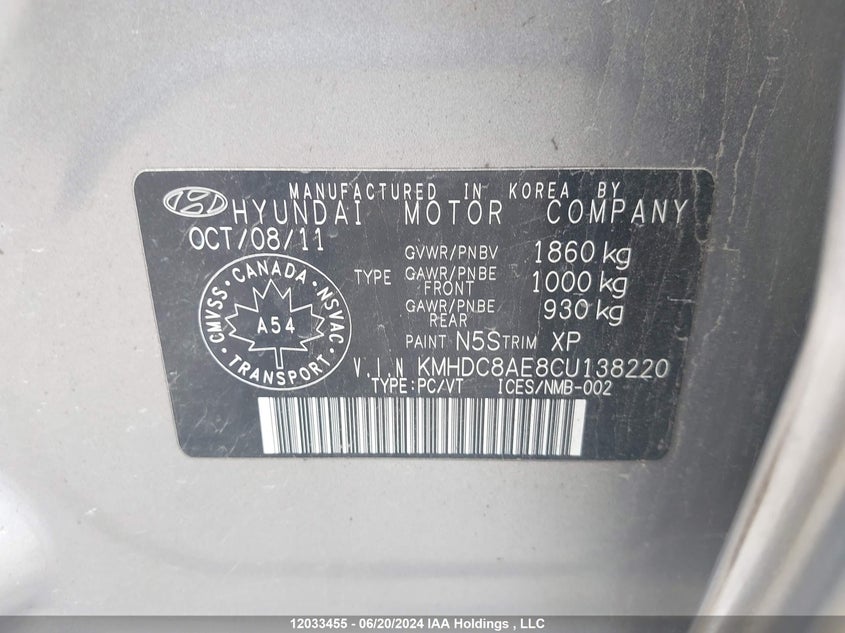 MANUFACTURED IN KOREA BY
HYUNDAI MOTOR COMPANY
OCT/08/11
GVWR/PNBV 1860 kg
TYPE GAWR/PNBE FRONT 1000 kg
GAWR/PNBE REAR 930 kg
PAINT N5S TRIM XP
CMVSS · CANADA · NSVAC
A54
TRANSPORT
V.I.N KMHDC8AE8CU138220
TYPE:PC/VT ICES/NMB-002
12033455 - 06/20/2024 IAA Holdings , LLC